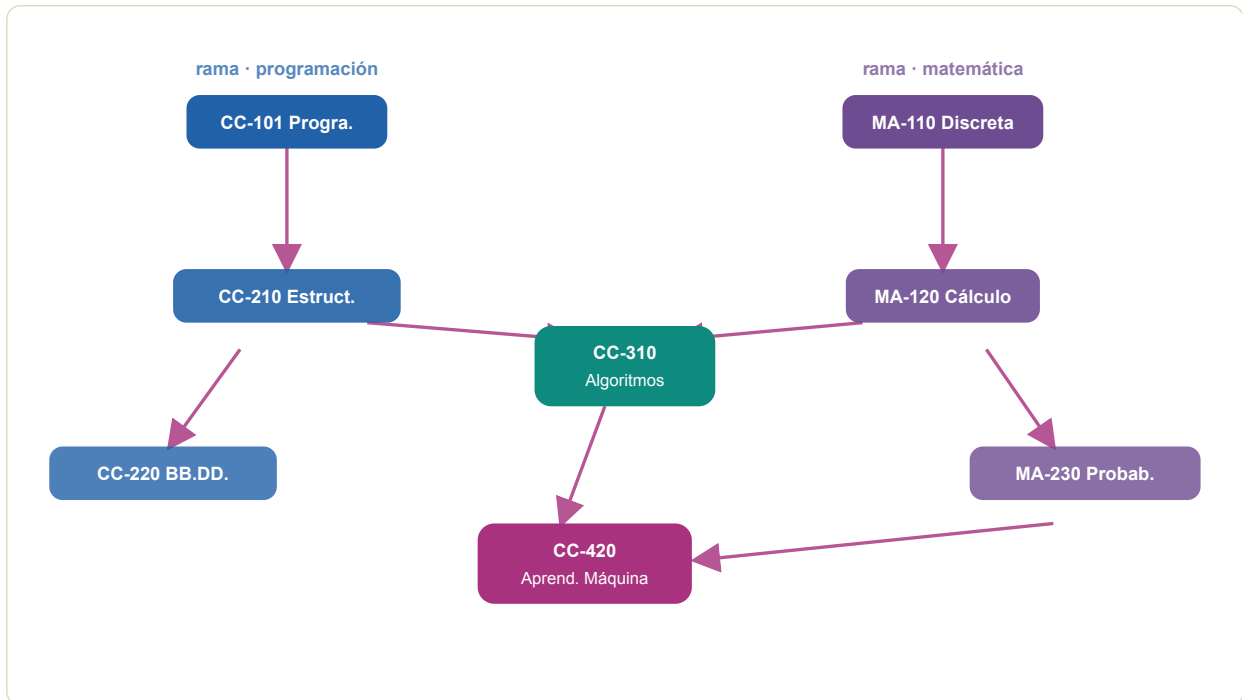 rama · programación
rama · matemática
CC-101 Progra.
MA-110 Discreta
CC-210 Estruct.
MA-120 Cálculo
CC-310
Algoritmos
CC-220 BB.DD.
MA-230 Probab.
CC-420
Aprend. Máquina